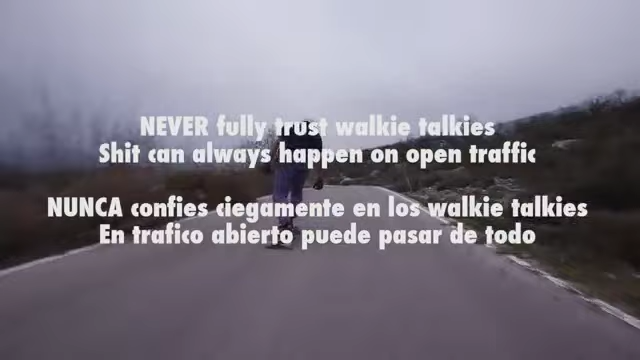 NEVER fully trust walkie talkies
Shit can always happen on open traffic
NUNCA confies ciegamente en los walkie talkies
En trafico abierto puede pasar de todo